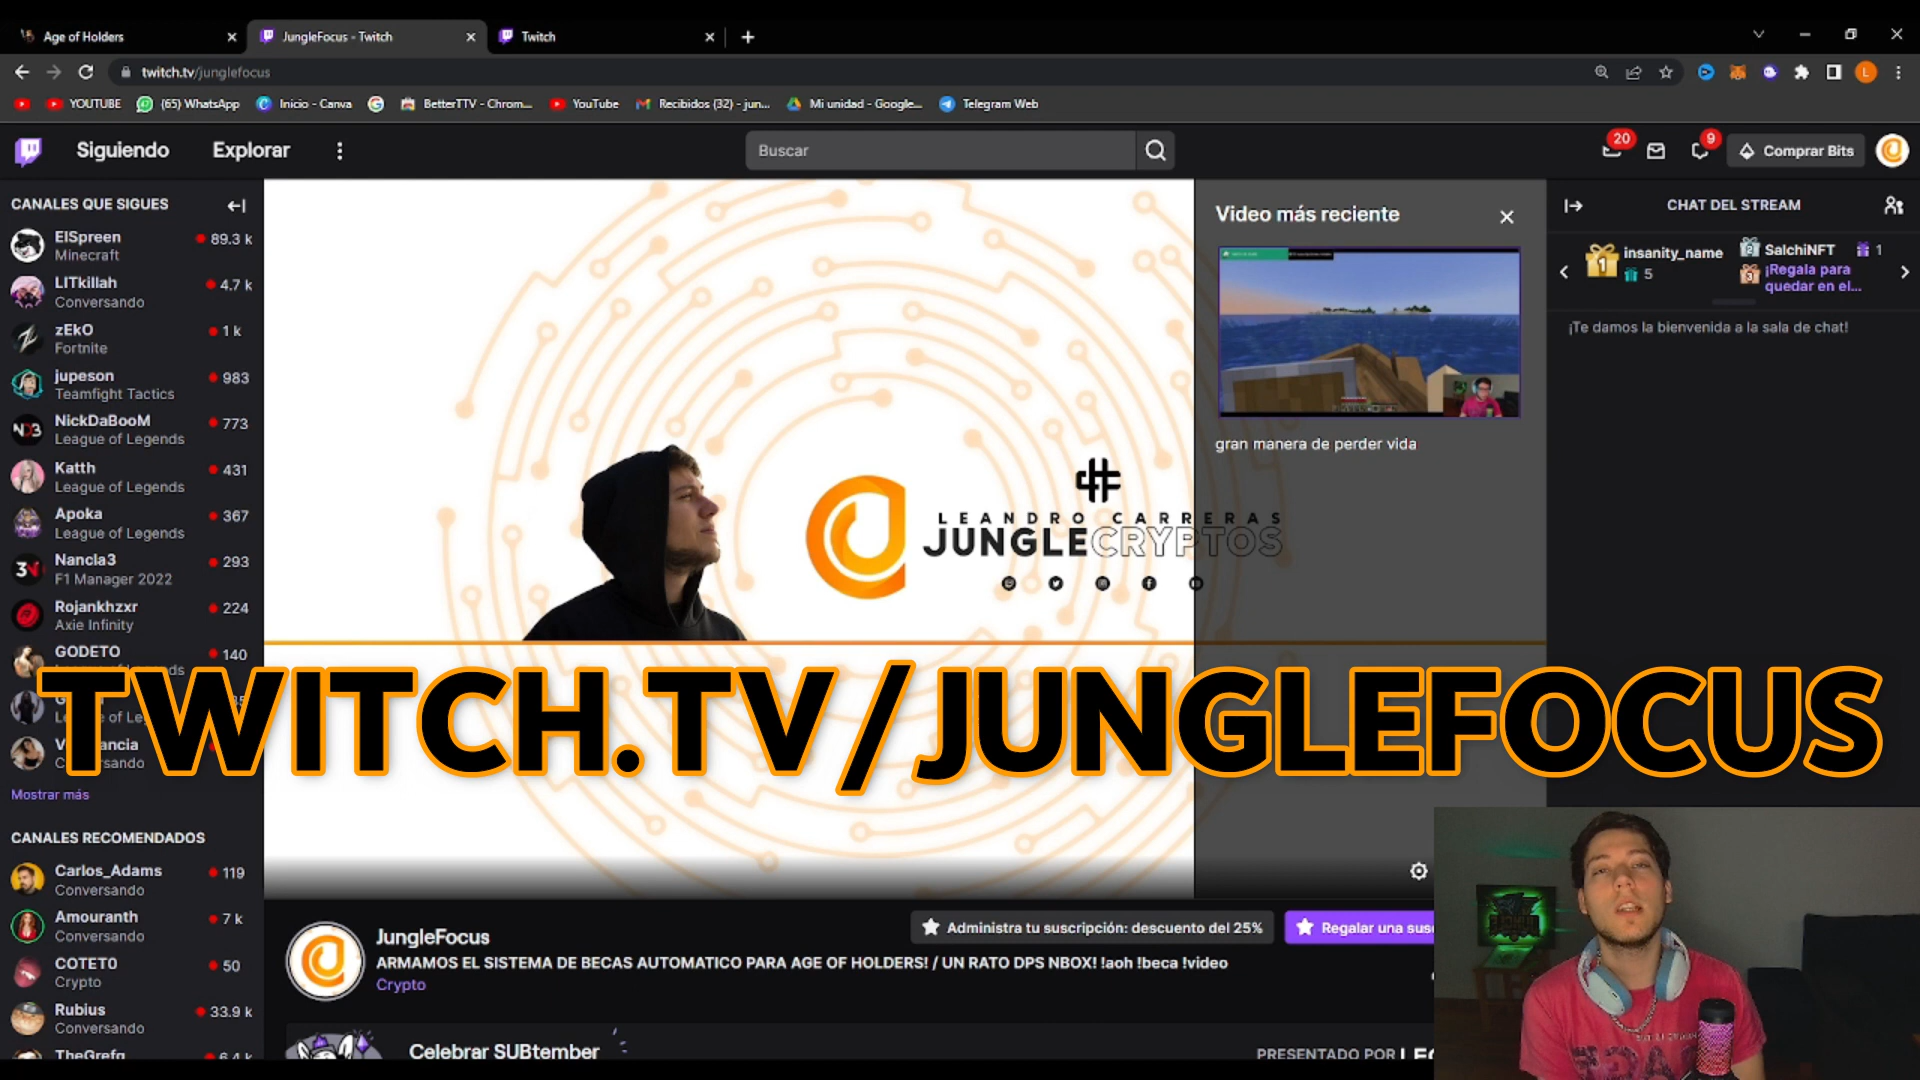 Age of Holders
JungleFocus - Twitch
Twitch
twitch.tv/junglefocus
YOUTUBE
(65) WhatsApp
Inicio - Canva
BetterTTV - Chrom...
YouTube
Recibidos (32) - jun...
Mi unidad - Google...
Telegram Web
Siguiendo
Explorar
Buscar
20
9
Comprar Bits
CANALES QUE SIGUES
ElSpreen
89.3 k
Minecraft
LITkillah
4.7 k
Conversando
zEkO
1 k
Fortnite
jupeson
983
Teamfight Tactics
NickDaBooM
773
League of Legends
Katth
431
League of Legends
Apoka
367
League of Legends
Nancla3
293
F1 Manager 2022
Rojankhzxr
224
Axie Infinity
GODETO
140
Mostrar más
CANALES RECOMENDADOS
Carlos_Adams
119
Conversando
Amouranth
7 k
Conversando
COTET0
50
Crypto
Rubius
33.9 k
Conversando
TheGrefg
6.4 k
LEANDRO CARRERAS
JUNGLECRYPTOS
Video más reciente
gran manera de perder vida
CHAT DEL STREAM
1
insanity_name
5
SalchiNFT
1
¡Regala para
quedar en el...
¡Te damos la bienvenida a la sala de chat!
TWITCH.TV/JUNGLEFOCUS
JungleFocus
ARMAMOS EL SISTEMA DE BECAS AUTOMATICO PARA AGE OF HOLDERS! / UN RATO DPS NBOX! !aoh !beca !video
Crypto
Administra tu suscripción: descuento del 25%
Regalar una sus
Celebrar SUBtember
PRESENTADO POR